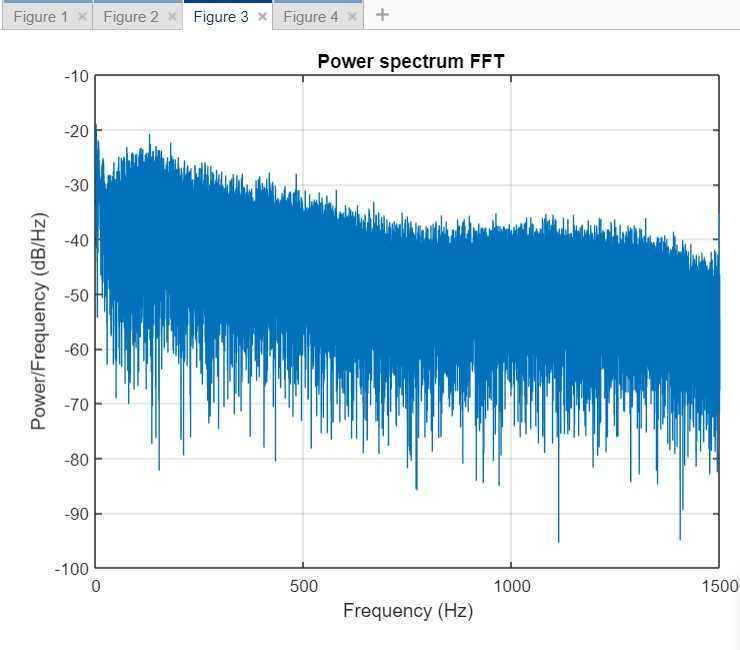 Figure 1 × Figure 2 × Figure 3 × Figure 4 × +
Power spectrum FFT
-10
-20
-30
-40
-50
-60
-70
-80
-90
-100
Power/Frequency (dB/Hz)
0 500 1000 1500
Frequency (Hz)